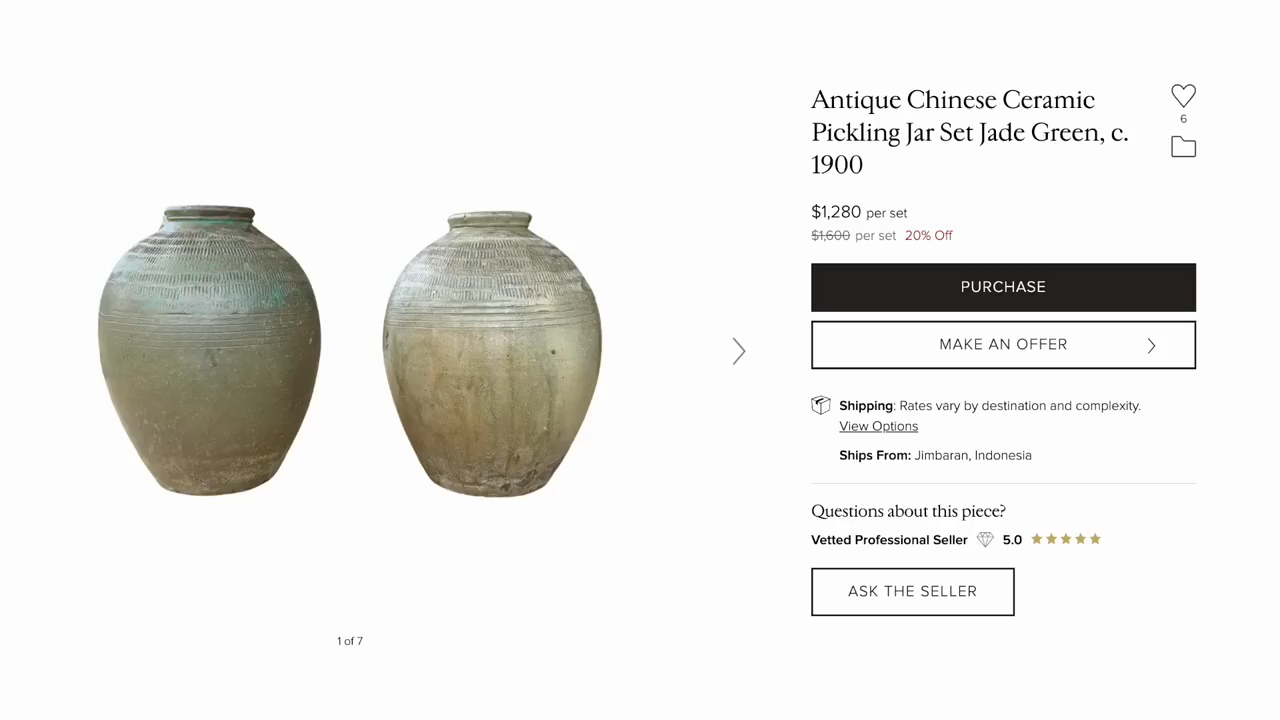 Antique Chinese Ceramic
Pickling Jar Set Jade Green, c.
1900
6
$1,280 per set
$1,600 per set 20% Off
PURCHASE
MAKE AN OFFER
Shipping: Rates vary by destination and complexity.
View Options
Ships From: Jimbaran, Indonesia
Questions about this piece?
Vetted Professional Seller 5.0
ASK THE SELLER
1 of 7